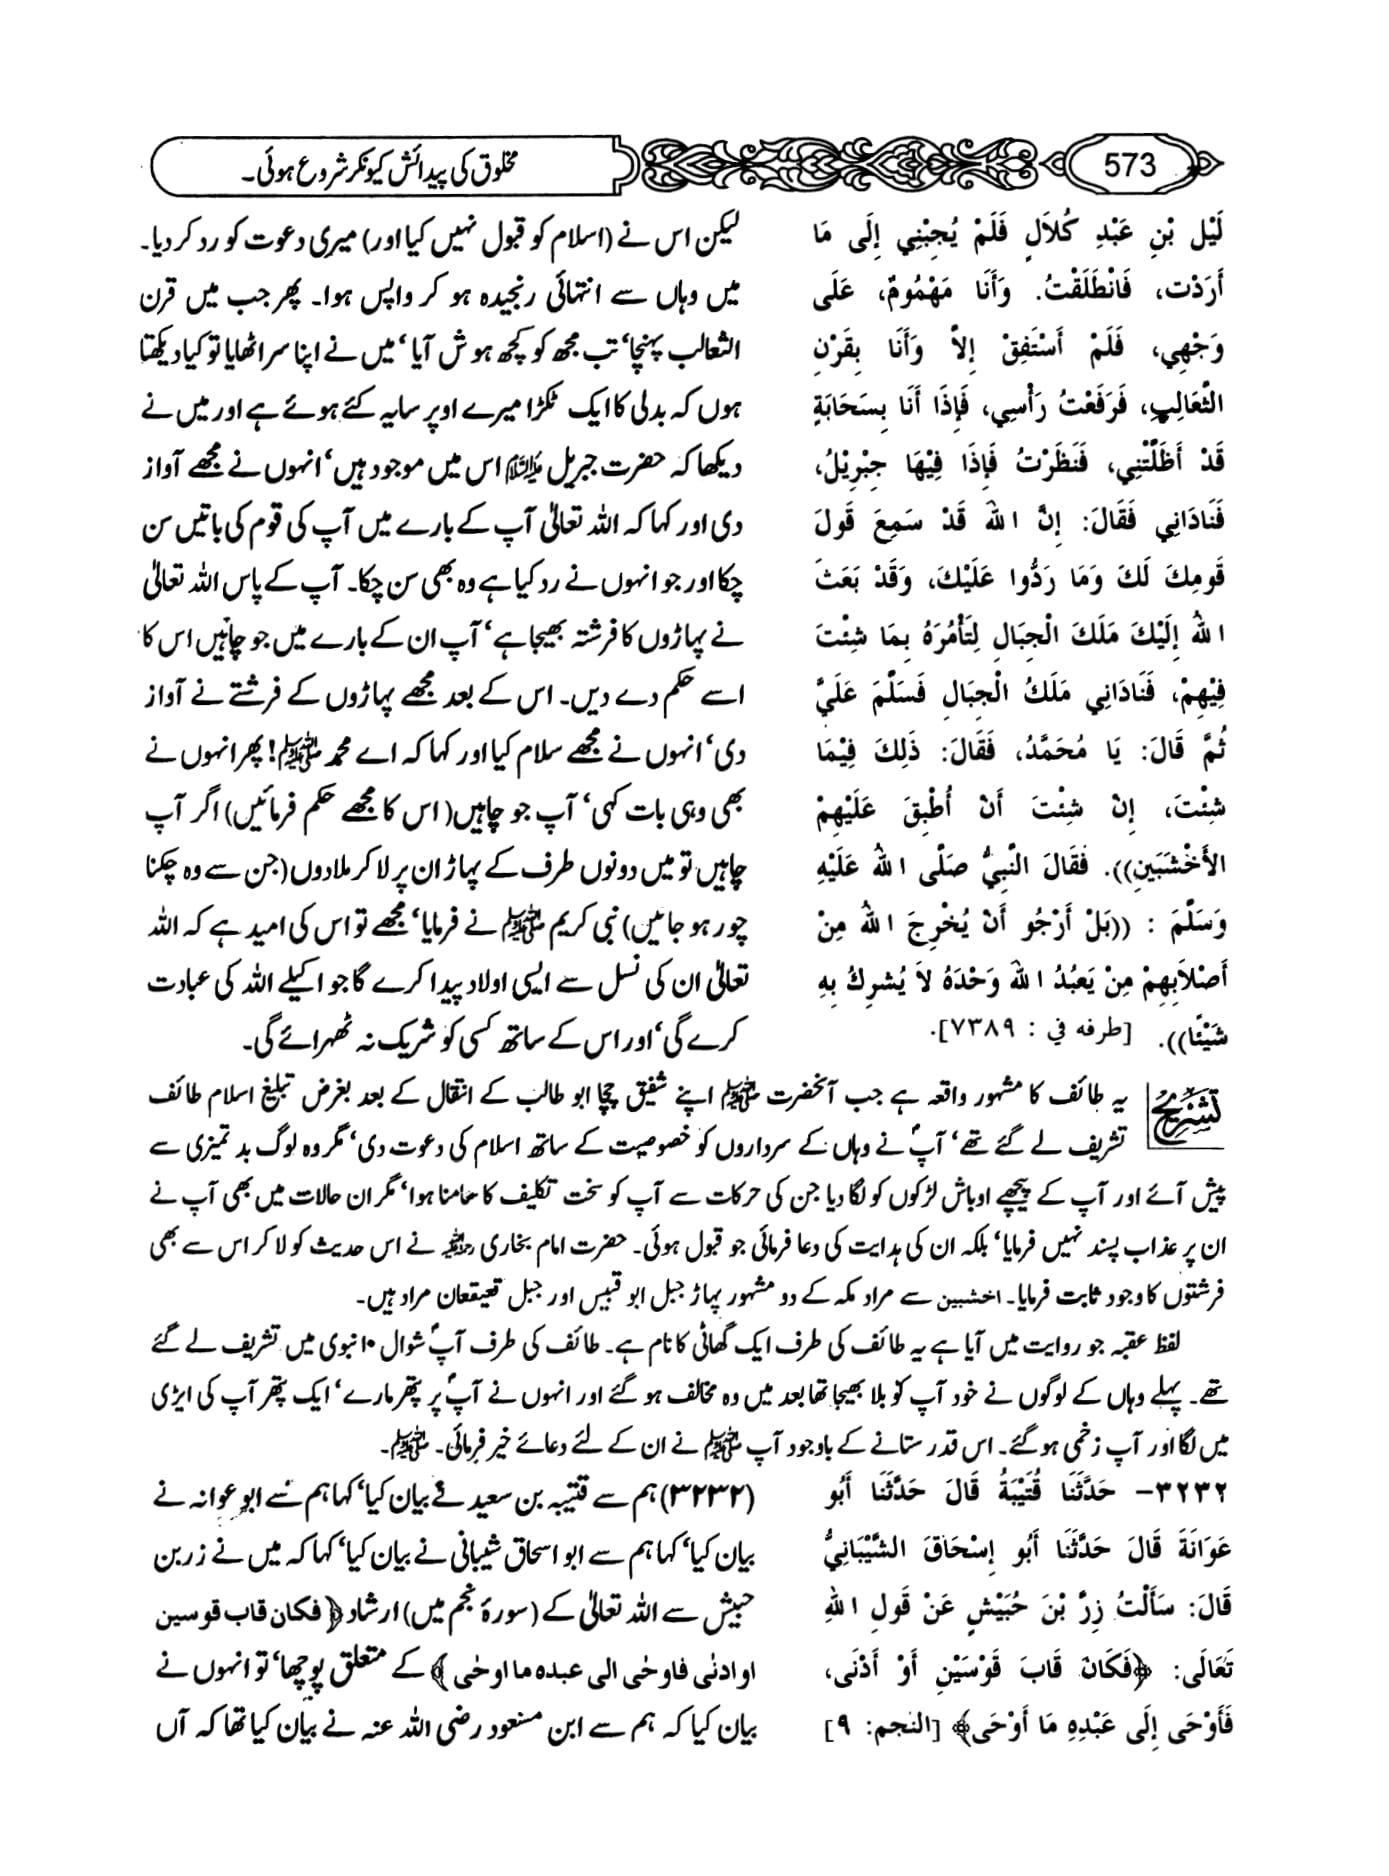 573
مخلوق کی پیدائش کیونکر شروع ہوئی۔
لَيْلِ بْنِ عَبْدِ كُلاَلٍ فَلَمْ يُجِبْنِي إِلَى مَا
أَرَدْت، فَانْطَلَقْتُ. وَأَنَا مَهْمُومٌ، عَلَى
وَجْهِي، فَلَمْ أَسْتَفِقْ إِلاَّ وَأَنَا بِقَرْنِ
الثَّعَالِبِ، فَرَفَعْتُ رَأْسِي، فَإِذَا أَنَا بِسَحَابَةٍ
قَدْ أَظَلَّتْنِي، فَنَظَرْتُ فَإِذَا فِيْهَا جِبْرِيْلُ،
فَنَادَانِي فَقَالَ: إِنَّ اللهَ قَدْ سَمِعَ قَولَ
قَومِكَ لَكَ وَمَا رَدُّوا عَلَيْكَ، وَقَدْ بَعَثَ
اللهُ إِلَيْكَ مَلَكَ الْجِبَالِ لِتَأْمُرَهُ بِمَا شِئْتَ
فِيْهِمْ، فَنَادَانِي مَلَكُ الْجِبَالِ فَسَلَّمَ عَلَيَّ
ثُمَّ قَالَ: يَا مُحَمَّدُ، فَقَالَ: ذَلِكَ فِيْمَا
شِئْتَ، إِنْ شِئْتَ أَنْ أُطْبِقَ عَلَيْهِمْ
الأَخْشَبَينِ)). فَقَالَ النَّبِيُّ صَلَّى اللهُ عَلَيْهِ
وَسَلَّمَ : ((بَلْ أَرْجُو أَنْ يُخْرِجَ اللهُ مِنْ
أَصْلاَبِهِمْ مِنْ يَعبُدُ اللهَ وَحْدَهُ لاَ يُشرِكُ بِهِ
شَيْئًا)). [طرفه في : ٧٣٨٩].
لیکن اس نے (اسلام کو قبول نہیں کیا اور) میری دعوت کو رد کر دیا۔
میں وہاں سے انتہائی رنجیدہ ہو کر واپس ہوا۔ پھر جب میں قرن
الثعالب پہنچا‘ تب مجھ کو کچھ ہوش آیا‘ میں نے اپنا سر اٹھایا تو کیا دیکھتا
ہوں کہ بدلی کا ایک ٹکڑا میرے اوپر سایہ کئے ہوئے ہے اور میں نے
دیکھا کہ حضرت جبریل علیہ السلام اس میں موجود ہیں‘ انہوں نے مجھے آواز
دی اور کہا کہ اللہ تعالیٰ آپ کے بارے میں آپ کی قوم کی باتیں سن
چکا اور جو انہوں نے رد کیا ہے وہ بھی سن چکا۔ آپ کے پاس اللہ تعالیٰ
نے پہاڑوں کا فرشتہ بھیجا ہے‘ آپ ان کے بارے میں جو چاہیں اس کا
اسے حکم دے دیں۔ اس کے بعد مجھے پہاڑوں کے فرشتے نے آواز
دی‘ انہوں نے مجھے سلام کیا اور کہا کہ اے محمد ﷺ! پھر انہوں نے
بھی وہی بات کہی‘ آپ جو چاہیں (اس کا مجھے حکم فرمائیں) اگر آپ
چاہیں تو میں دونوں طرف کے پہاڑ ان پر لا کر ملا دوں (جن سے وہ چکنا
چور ہو جائیں) نبی کریم ﷺ نے فرمایا‘ مجھے تو اس کی امید ہے کہ اللہ
تعالیٰ ان کی نسل سے ایسی اولاد پیدا کرے گا جو اکیلے اللہ کی عبادت
کرے گی‘ اور اس کے ساتھ کسی کو شریک نہ ٹھہرائے گی۔
تشریح یہ طائف کا مشہور واقعہ ہے جب آنحضرت ﷺ اپنے شفیق چچا ابو طالب کے انتقال کے بعد بغرض تبلیغ اسلام طائف
تشریف لے گئے تھے‘ آپؐ نے وہاں کے سرداروں کو خصوصیت کے ساتھ اسلام کی دعوت دی‘ مگر وہ لوگ بد تمیزی سے
پیش آئے اور آپ کے پیچھے اوباش لڑکوں کو لگا دیا جن کی حرکات سے آپ کو سخت تکلیف کا سامنا ہوا‘ مگر ان حالات میں بھی آپ نے
ان پر عذاب پسند نہیں فرمایا‘ بلکہ ان کی ہدایت کی دعا فرمائی جو قبول ہوئی۔ حضرت امام بخاری رحمہ اللہ نے اس حدیث کو لا کر اس سے بھی
فرشتوں کا وجود ثابت فرمایا۔ اخشبین سے مراد مکہ کے دو مشہور پہاڑ جبل ابو قبیس اور جبل قعیقعان مراد ہیں۔
لفظ عقبہ جو روایت میں آیا ہے یہ طائف کی طرف ایک گھاٹی کا نام ہے۔ طائف کی طرف آپؐ شوال ۱۰ نبوی میں تشریف لے گئے
تھے۔ پہلے وہاں کے لوگوں نے خود آپ کو بلا بھیجا تھا بعد میں وہ مخالف ہو گئے اور انہوں نے آپؐ پر پتھر مارے‘ ایک پتھر آپ کی ایڑی
میں لگا اور آپ زخمی ہو گئے۔ اس قدر ستانے کے باوجود آپ ﷺ نے ان کے لئے دعائے خیر فرمائی۔ ﷺ۔
٣٢٣٢– حَدَّثَنَا قُتَيْبَةُ قَالَ حَدَّثَنَا أَبُو
عَوَانَةَ قَالَ حَدَّثَنَا أَبُو إِسْحَاقَ الشَّيْبَانِيُّ
قَالَ: سَأَلْتُ زِرَّ بْنَ حُبَيْشٍ عَنْ قَولِ اللهِ
تَعَالَى: ﴿فَكَانَ قَابَ قَوْسَيْنِ أَوْ أَدْنَى،
فَأَوْحَى إِلَى عَبْدِهِ مَا أَوْحَى﴾ [النجم: ٩]
(۳۲۳۲) ہم سے قتیبہ بن سعید نے بیان کیا‘ کہا ہم سے ابو عوانہ نے
بیان کیا‘ کہا ہم سے ابو اسحاق شیبانی نے بیان کیا‘ کہا کہ میں نے زر بن
حبیش سے اللہ تعالیٰ کے (سورۂ نجم میں) ارشاد ﴿ فکان قاب قوسین
او ادنٰی فاوحٰی الی عبدہ ما اوحٰی ﴾ کے متعلق پوچھا‘ تو انہوں نے
بیان کیا کہ ہم سے ابن مسعود رضی اللہ عنہ نے بیان کیا تھا کہ آں